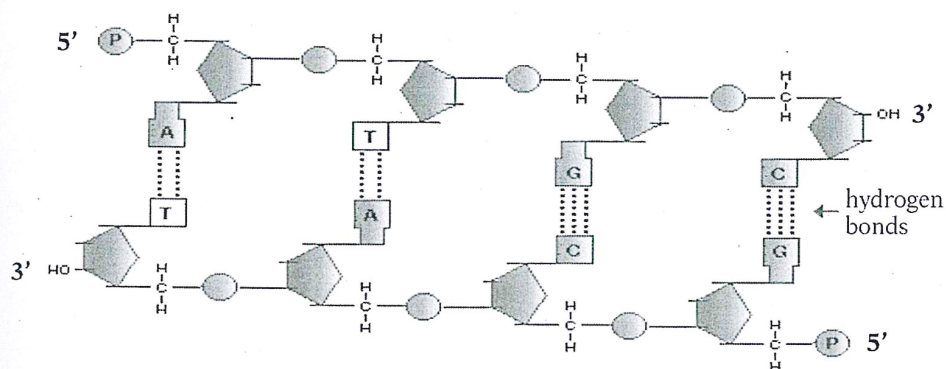 H H H H
5' P C C C C
H H H H
OH 3'
A T G C
hydrogen
bonds
T A C G
3' HO
H H H H
C C C C P 5'
H H H H